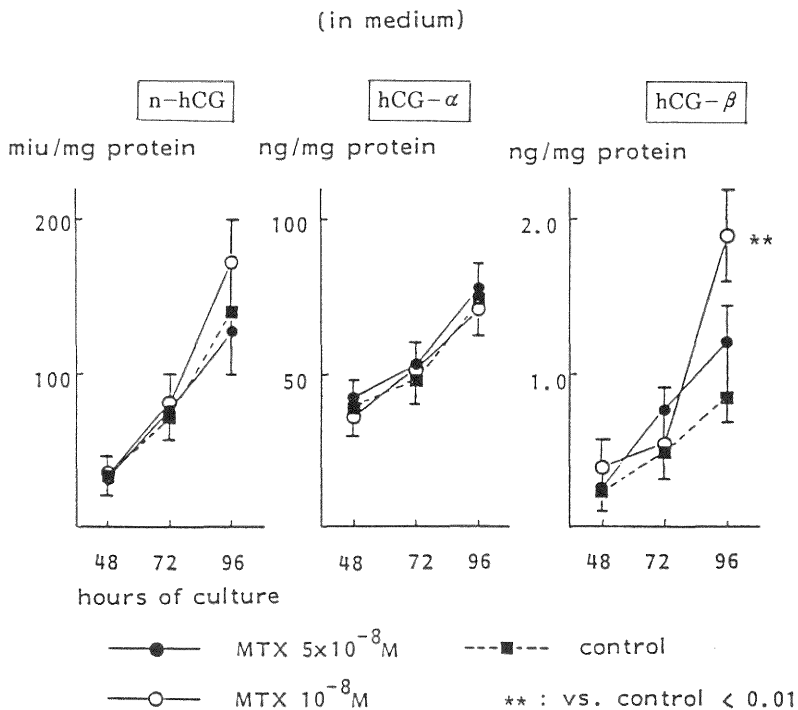 (in medium)
n-hCG hCG-α hCG-β
miu/mg protein ng/mg protein ng/mg protein
200 100 2.0
**
100 50 1.0
48 72 96 48 72 96 48 72 96
hours of culture
MTX 5x10⁻⁸M control
MTX 10⁻⁸M ** : vs. control < 0.01